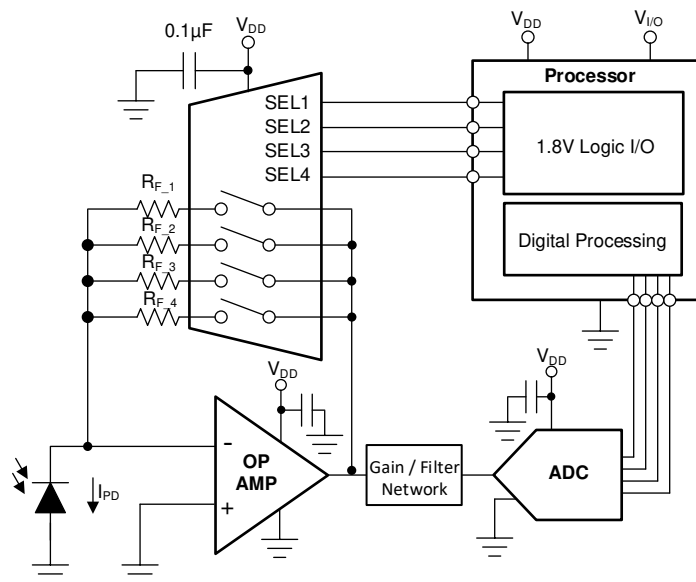 0.1µF
VDD
VDD
VI/O
Processor
SEL1
SEL2
SEL3
SEL4
1.8V Logic I/O
RF_1
RF_2
RF_3
RF_4
Digital Processing
VDD
VDD
-
OP
AMP
+
Gain / Filter
Network
ADC
IPD